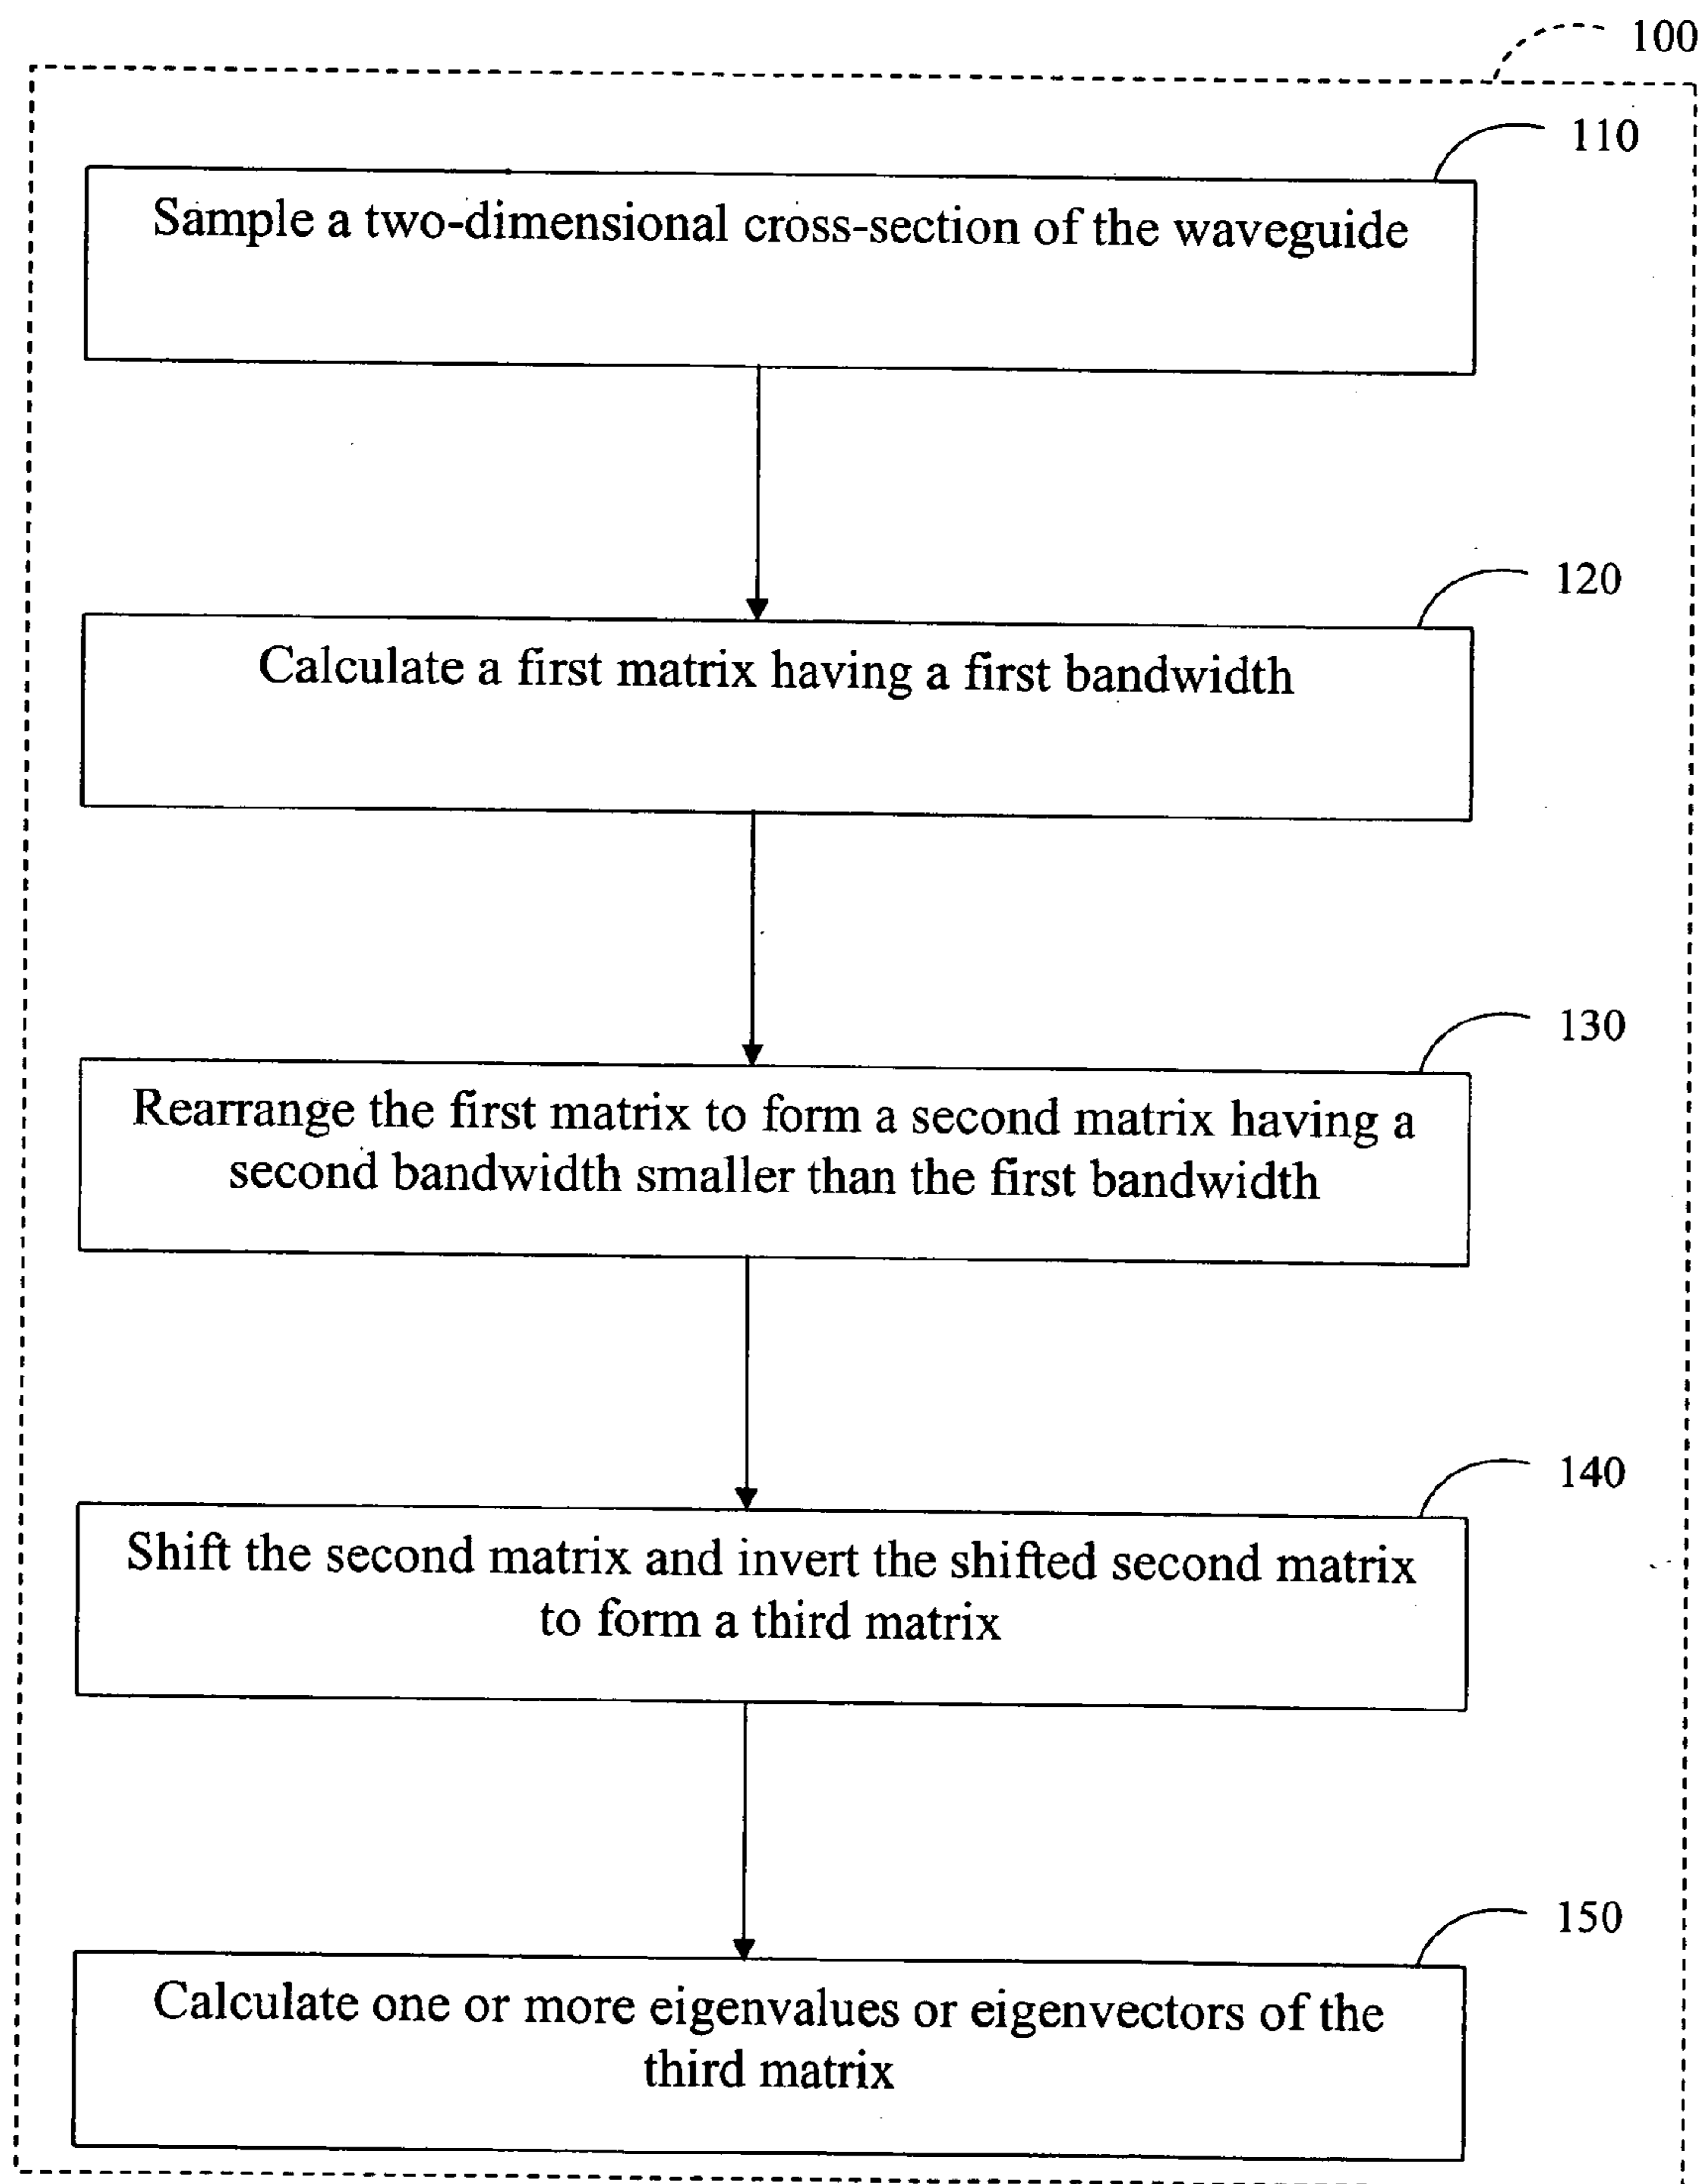 100
110
Sample a two-dimensional cross-section of the waveguide
120
Calculate a first matrix having a first bandwidth
130
Rearrange the first matrix to form a second matrix having a
second bandwidth smaller than the first bandwidth
140
Shift the second matrix and invert the shifted second matrix
to form a third matrix
150
Calculate one or more eigenvalues or eigenvectors of the
third matrix